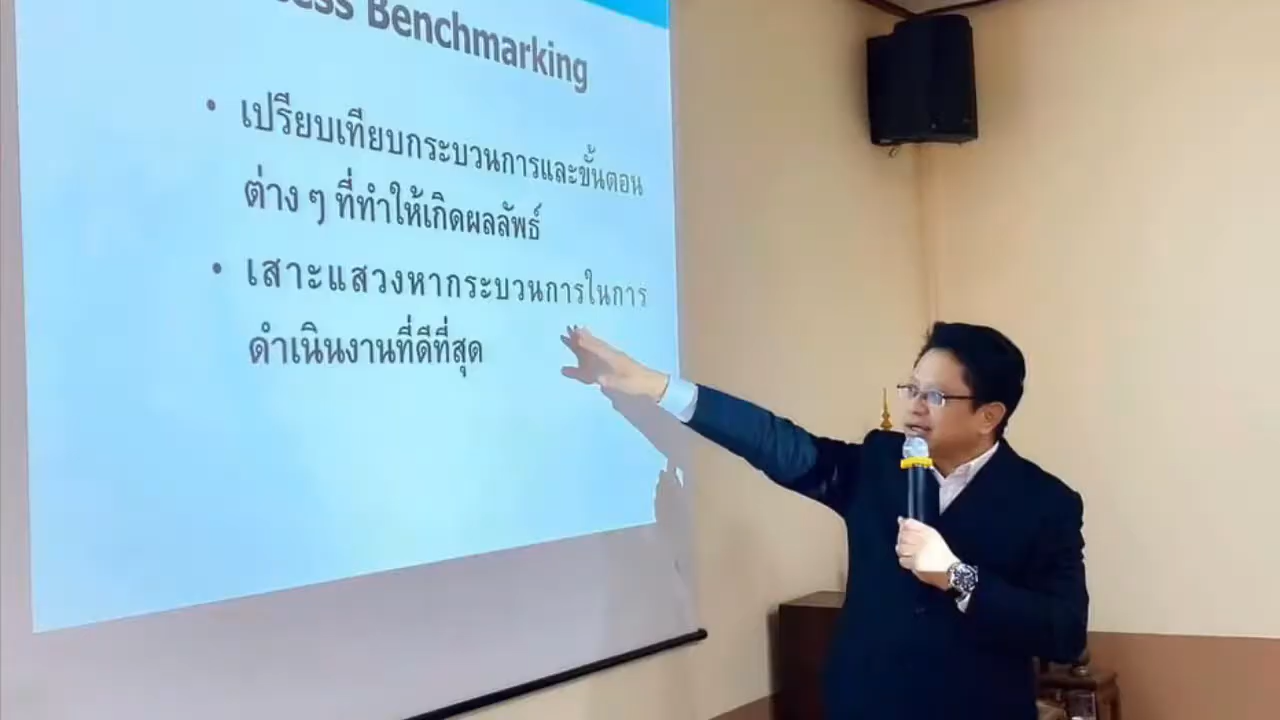 Benchmarking
• เปรียบเทียบกระบวนการและขั้นตอน
ต่าง ๆ ที่ทำให้เกิดผลลัพธ์
• เสาะแสวงหากระบวนการในการ
ดำเนินงานที่ดีที่สุด